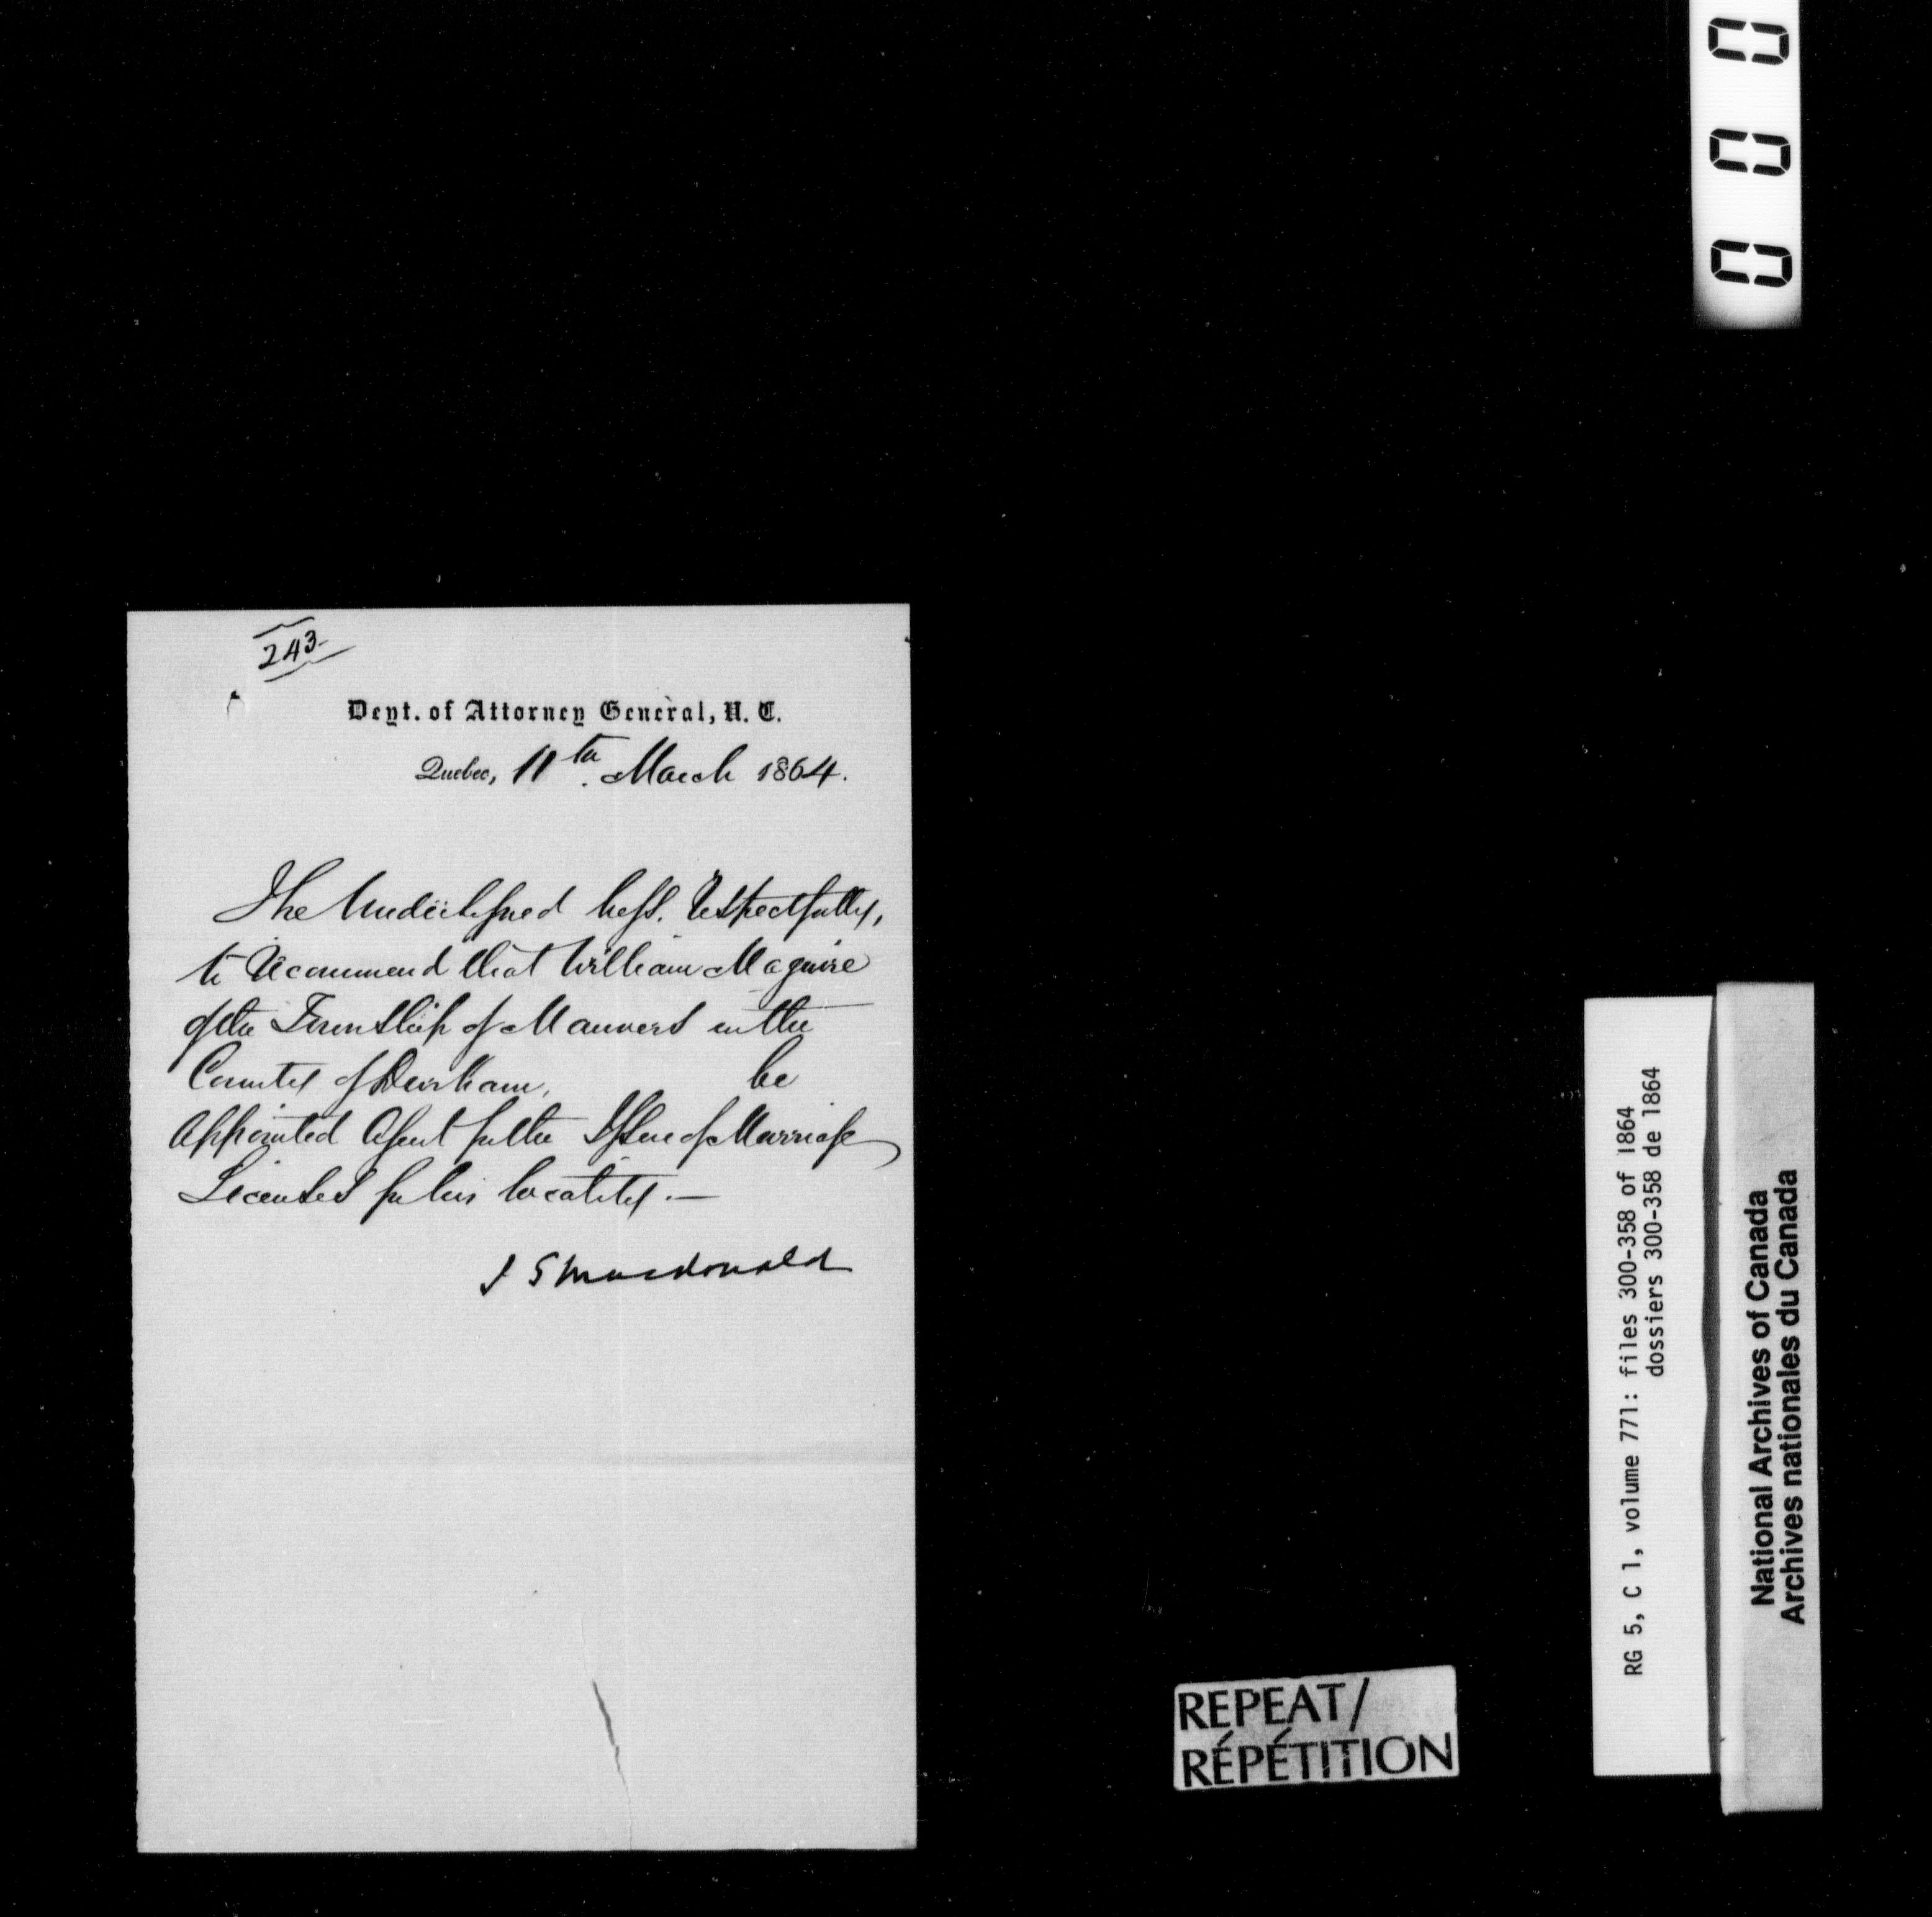 243
Dept. of Attorney General, U. C.
Quebec, 11th March 1864.
The Undersigned begs, Respectfully,
to Recommend that William Maguire
of the Township of Manvers in the
County of Durham, be
Appointed Agent for the Issue of Marriage
Licenses for his locality.—
J S Macdonald
000
RG 5, C 1, volume 771: files 300-358 of 1864
dossiers 300-358 de 1864
National Archives of Canada
Archives nationales du Canada
REPEAT/
RÉPÉTITION